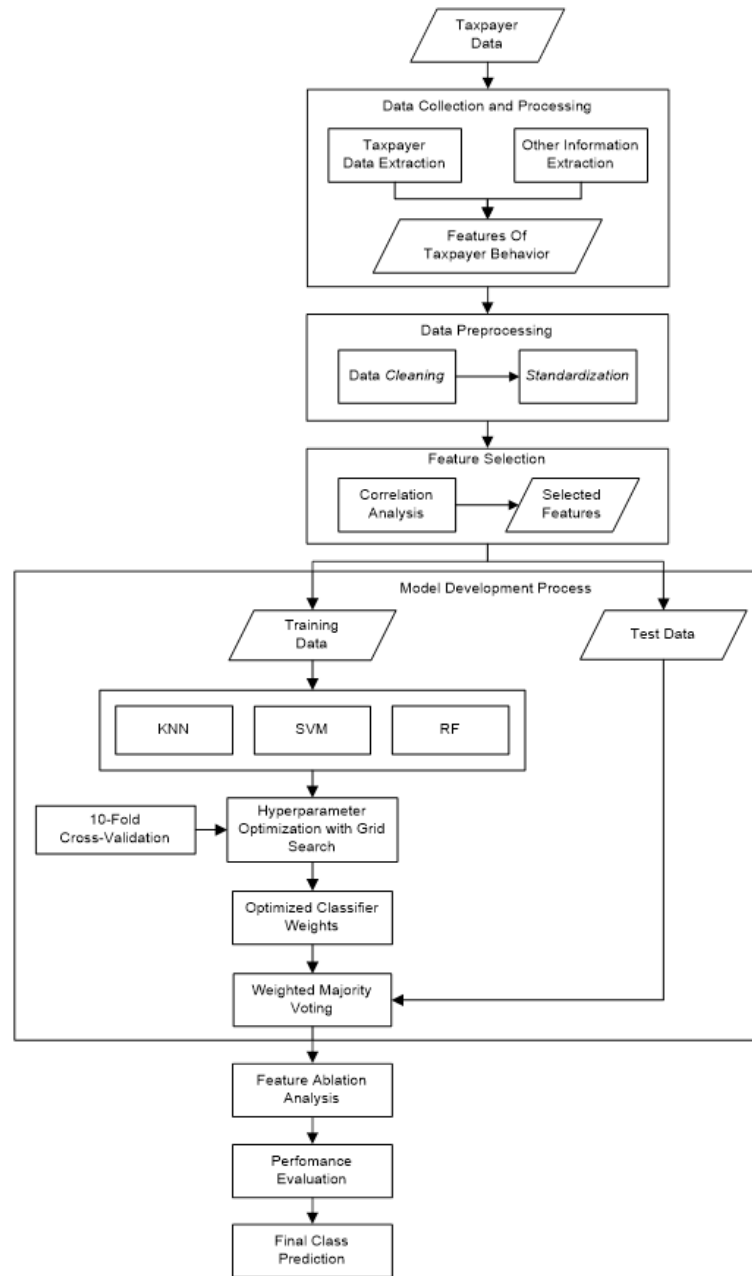 Taxpayer
Data
Data Collection and Processing
Taxpayer
Data Extraction
Other Information
Extraction
Features Of
Taxpayer Behavior
Data Preprocessing
Data Cleaning
Standardization
Feature Selection
Correlation
Analysis
Selected
Features
Model Development Process
Training
Data
Test Data
KNN
SVM
RF
10-Fold
Cross-Validation
Hyperparameter
Optimization with Grid
Search
Optimized Classifier
Weights
Weighted Majority
Voting
Feature Ablation
Analysis
Perfomance
Evaluation
Final Class
Prediction